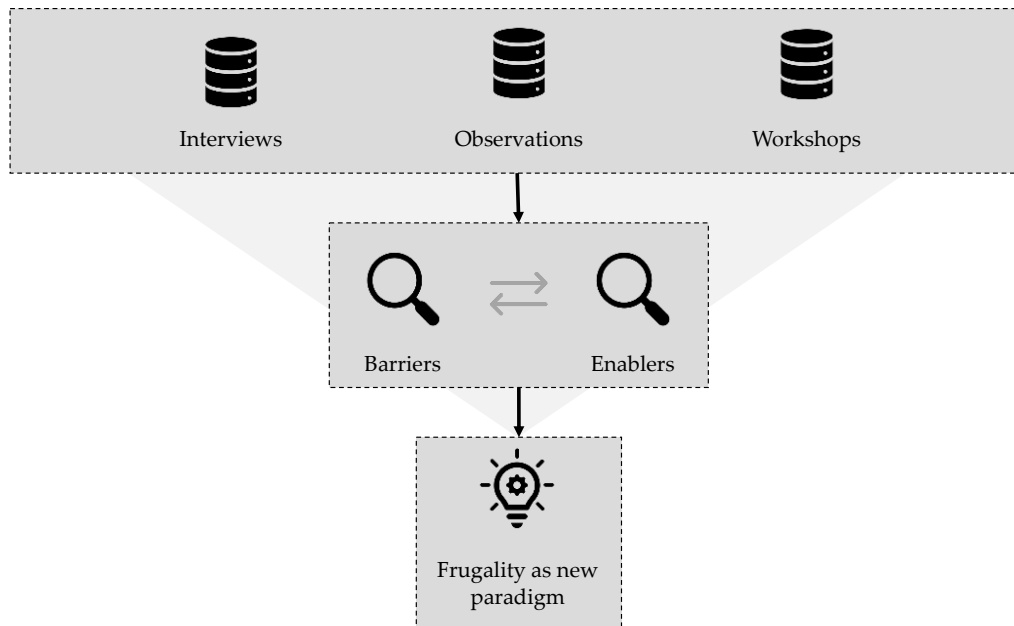 Interviews
Observations
Workshops
Barriers
Enablers
Frugality as new
paradigm